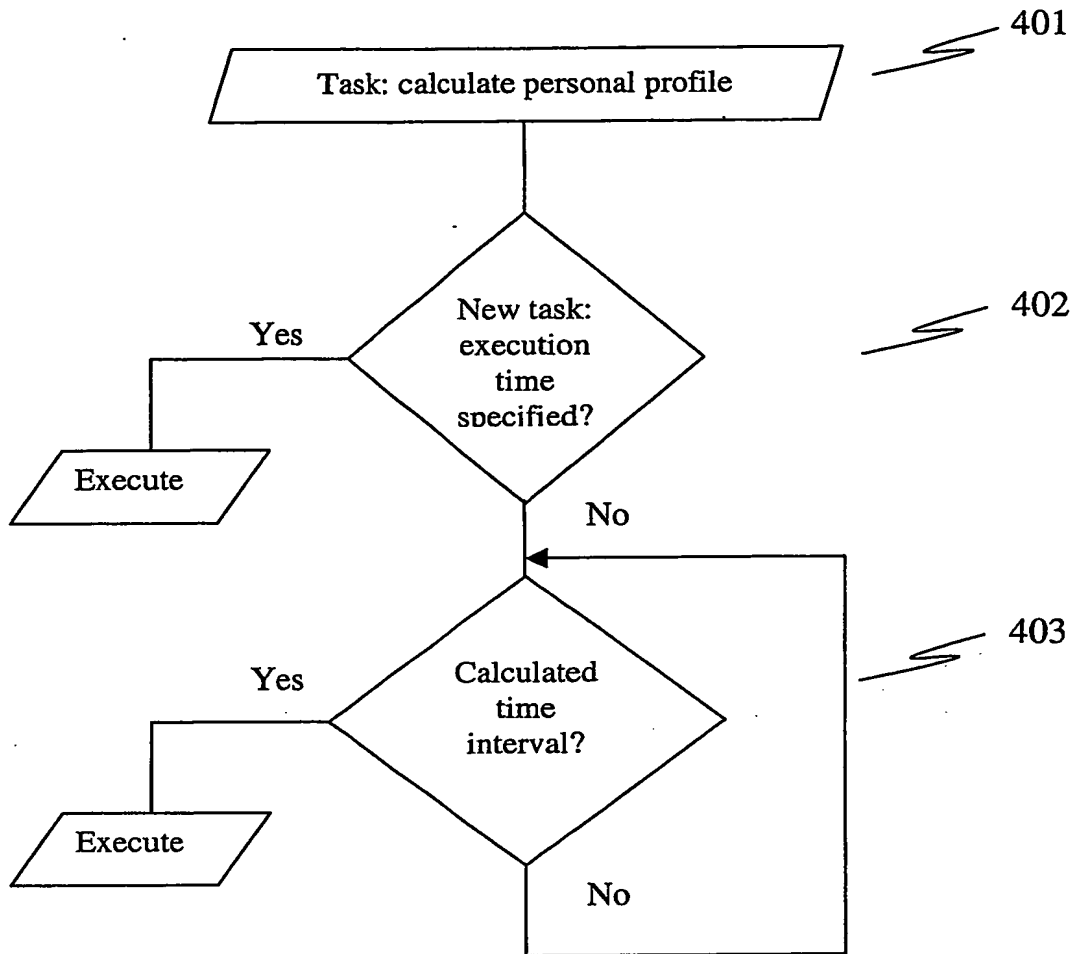 401
Task: calculate personal profile
402
New task:
execution
time
specified?
Yes
Execute
No
403
Calculated
time
interval?
Yes
Execute
No